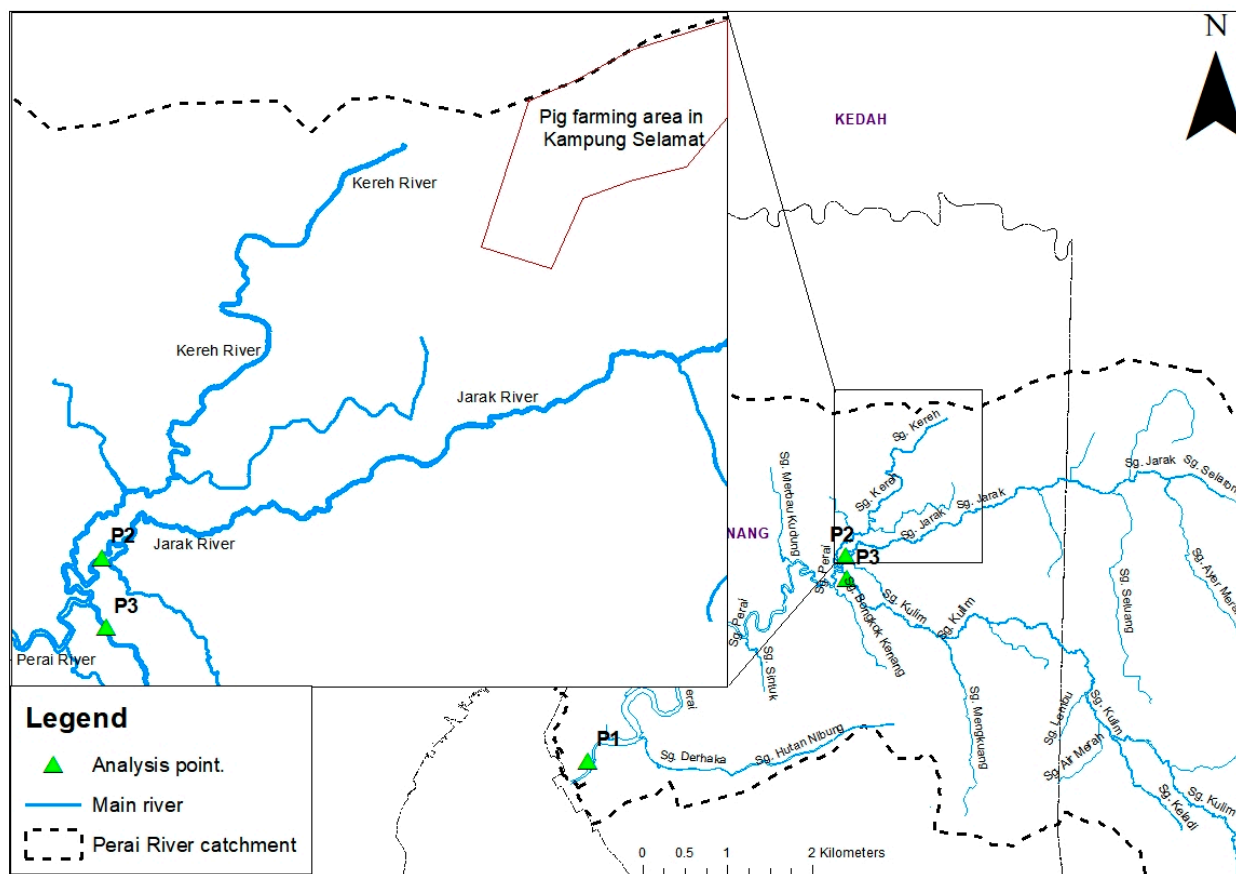 N
KEDAH
Pig farming area in
Kampung Selamat
Kereh River
Kereh River
Jarak River
Jarak River
P2
P3
Perai River
NANG
Sg. Kereh
Sg. Kereh
Sg. Jarak
Sg. Jarak
Sg. Jarak
Sg. Merbau Kudung
P2
P3
Sg. Perai
Sg. Perai
Sg. Sintuk
Sg. Bongkok Kenang
Sg. Kulim
Sg. Kulim
Sg. Seluang
Sg. Mengkuang
Sg. Lembu
Sg. Kulim
Sg. Air Merah
Sg. Kulim
Sg. Keladi
erai
P1
Sg. Derhaka
Sg. Hutan Niburg
Legend
Analysis point.
Main river
Perai River catchment
0 0.5 1 2 Kilometers